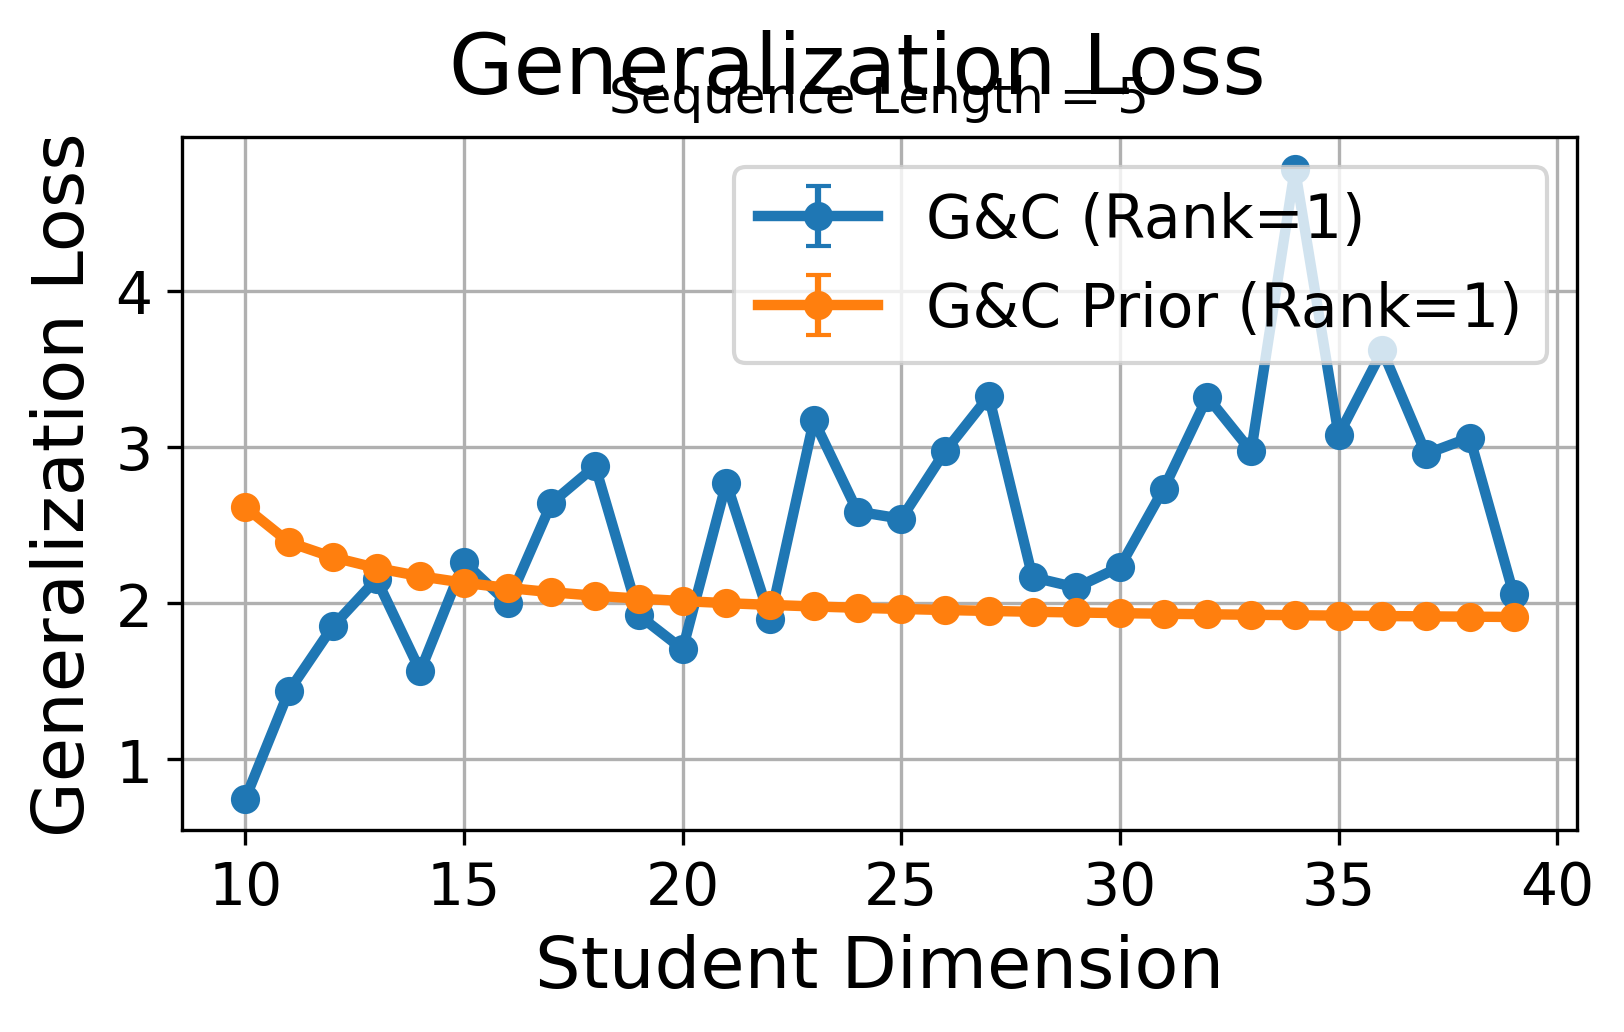 Generalization Loss
Sequence Length = 5
Generalization Loss
4
3
2
1
G&C (Rank=1)
G&C Prior (Rank=1)
10 15 20 25 30 35 40
Student Dimension